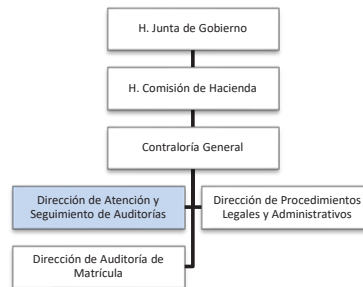 H. Junta de Gobierno
H. Comisión de Hacienda
Contraloría General
Dirección de Atención y
Seguimiento de Auditorías
Dirección de Procedimientos
Legales y Administrativos
Dirección de Auditoría de
Matrícula